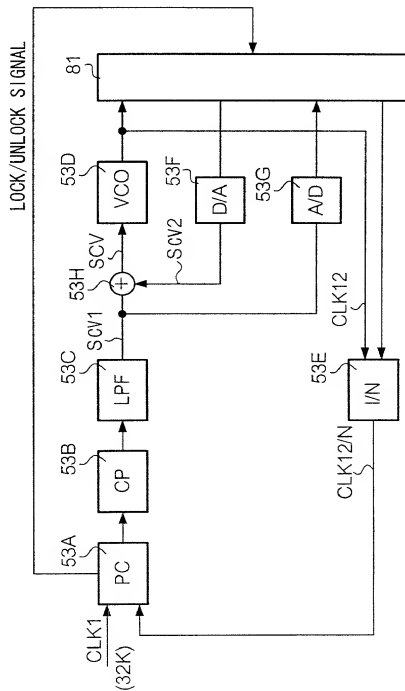 LOCK/UNLOCK SIGNAL
81
53D
VCO
53F
D/A
53G
A/D
SCV
53H
+
SCV2
SCV1
53C
LPF
53B
CP
53A
PC
CLK1
(32K)
CLK12
53E
I/N
CLK12/N